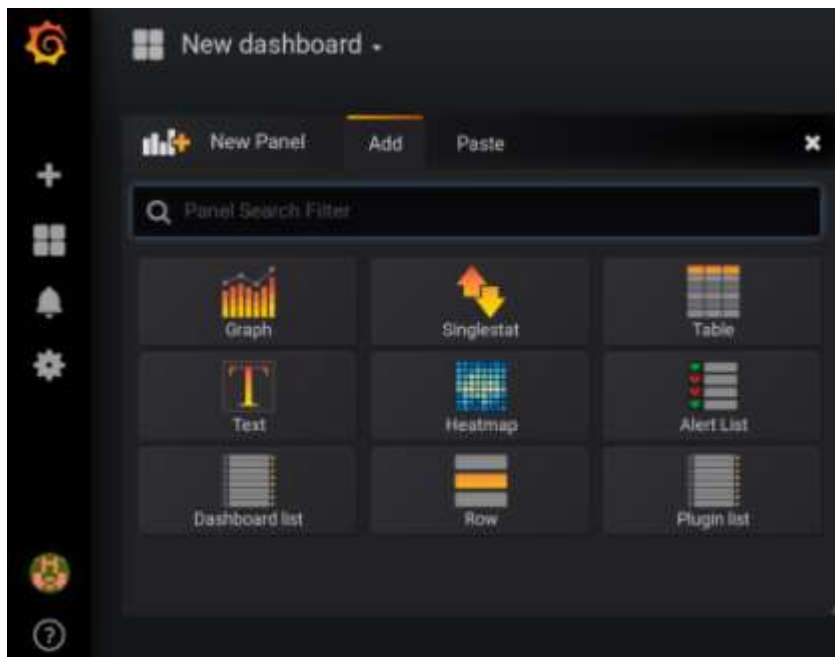 New dashboard
New Panel Add Paste
Panel Search Filter
Graph Singlestat Table
Text Heatmap Alert List
Dashboard list Row Plugin list